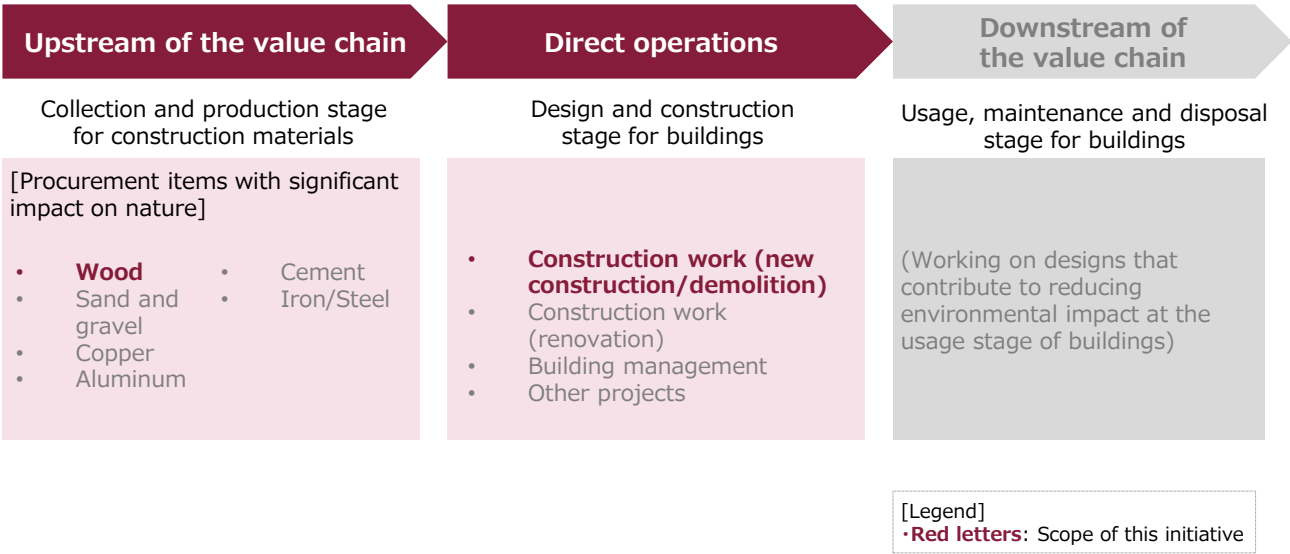 Upstream of the value chain
Direct operations
Downstream of
the value chain
Collection and production stage
for construction materials
Design and construction
stage for buildings
Usage, maintenance and disposal
stage for buildings
[Procurement items with significant
impact on nature]
• Wood
• Sand and
gravel
• Copper
• Aluminum
• Cement
• Iron/Steel
• Construction work (new
construction/demolition)
• Construction work
(renovation)
• Building management
• Other projects
(Working on designs that
contribute to reducing
environmental impact at the
usage stage of buildings)
[Legend]
・Red letters: Scope of this initiative